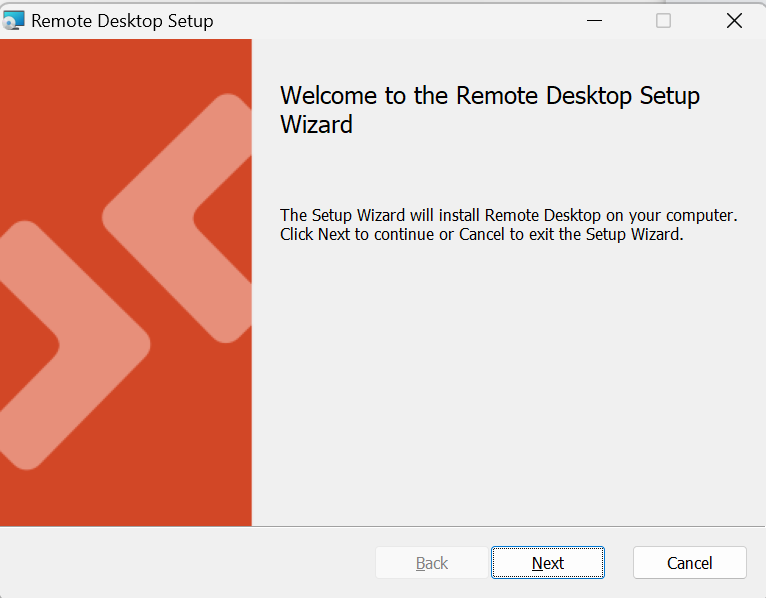 Remote Desktop Setup
Welcome to the Remote Desktop Setup
Wizard
The Setup Wizard will install Remote Desktop on your computer.
Click Next to continue or Cancel to exit the Setup Wizard.
Back
Next
Cancel